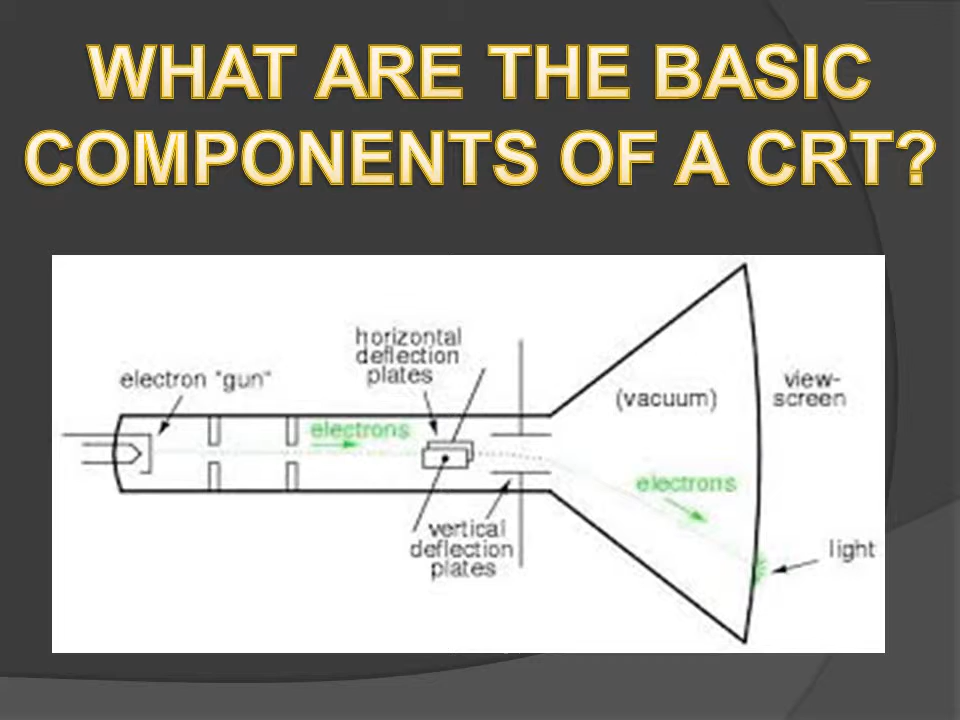 WHAT ARE THE BASIC
COMPONENTS OF A CRT?
horizontal
deflection
plates
electron "gun"
(vacuum)
view-
screen
electrons
electrons
vertical
deflection
plates
light